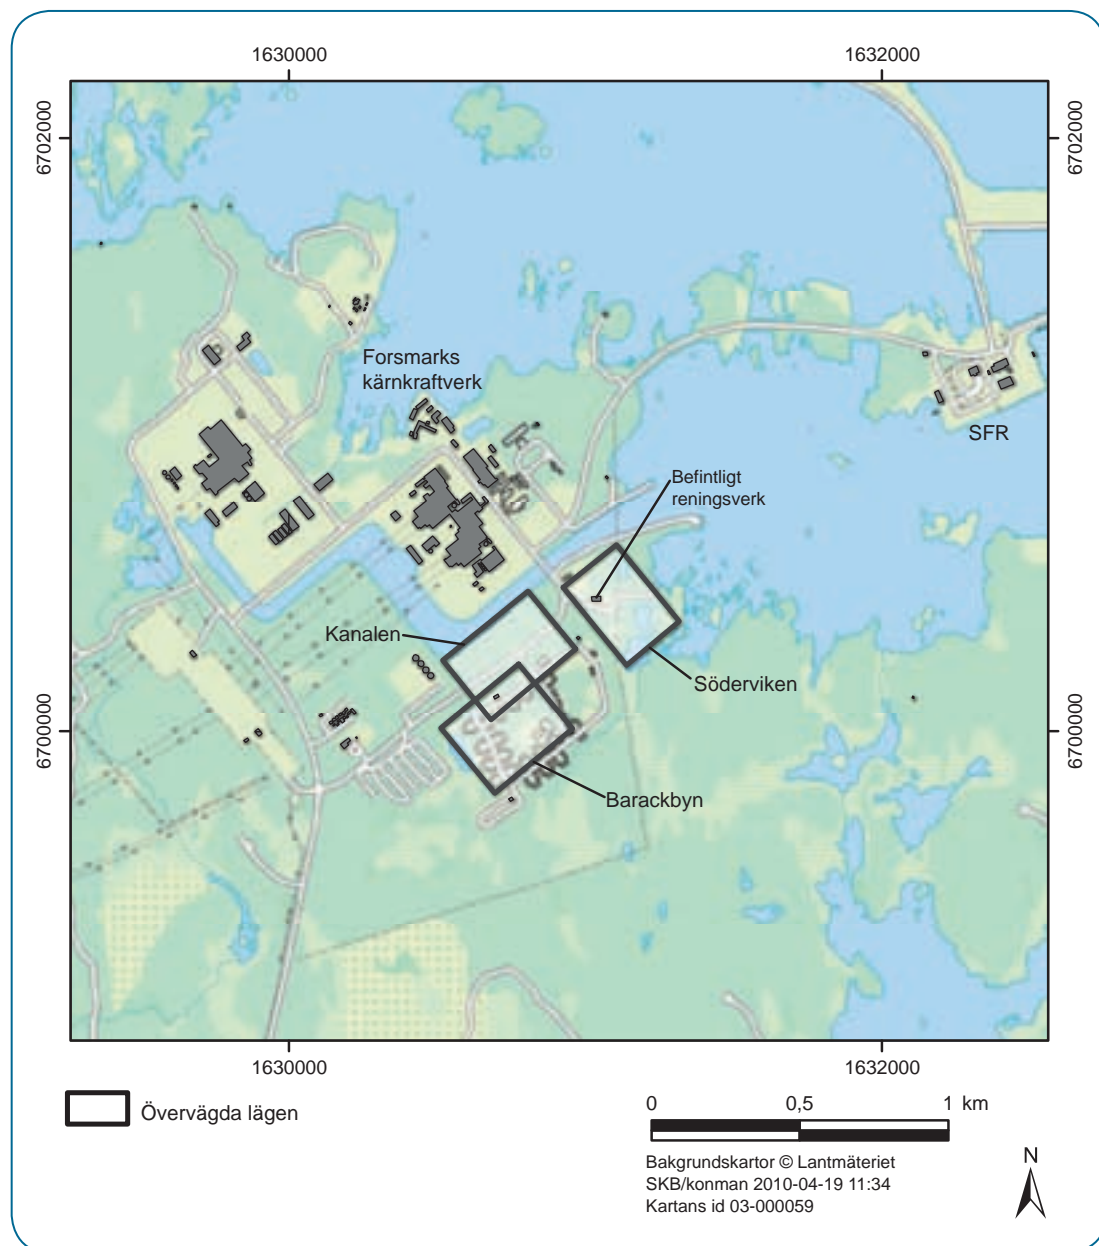 1630000
1632000
6702000
6702000
Forsmarks
kärnkraftverk
SFR
Befintligt
reningsverk
Kanalen
Söderviken
6700000
6700000
Barackbyn
1630000
1632000
Övervägda lägen
0 0,5 1 km
Bakgrundskartor © Lantmäteriet
SKB/konman 2010-04-19 11:34
Kartans id 03-000059
N